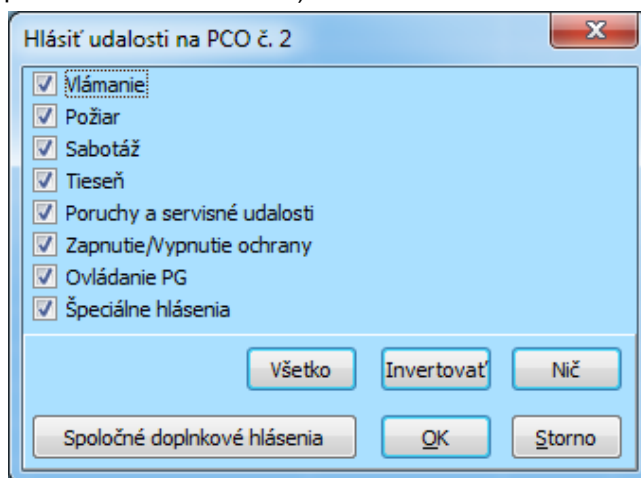 Hlásiť udalosti na PCO č. 2
Vlámanie
Požiar
Sabotáž
Tieseň
Poruchy a servisné udalosti
Zapnutie/Vypnutie ochrany
Ovládanie PG
Špeciálne hlásenia
Všetko Invertovať Nič
Spoločné doplnkové hlásenia OK Storno